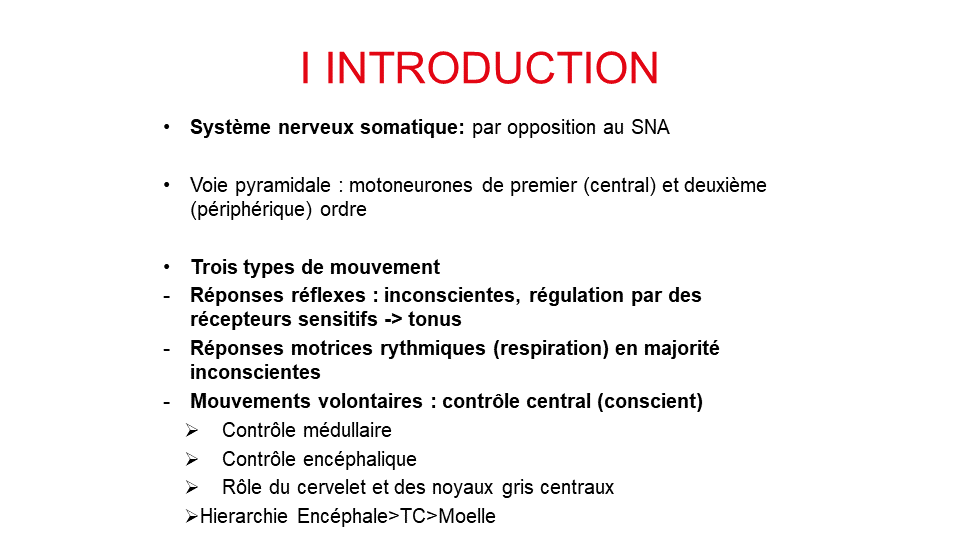 I INTRODUCTION
• Système nerveux somatique: par opposition au SNA
• Voie pyramidale : motoneurones de premier (central) et deuxième
(périphérique) ordre
• Trois types de mouvement
- Réponses réflexes : inconscientes, régulation par des
récepteurs sensitifs -> tonus
- Réponses motrices rythmiques (respiration) en majorité
inconscientes
- Mouvements volontaires : contrôle central (conscient)
➢ Contrôle médullaire
➢ Contrôle encéphalique
➢ Rôle du cervelet et des noyaux gris centraux
➢Hierarchie Encéphale>TC>Moelle